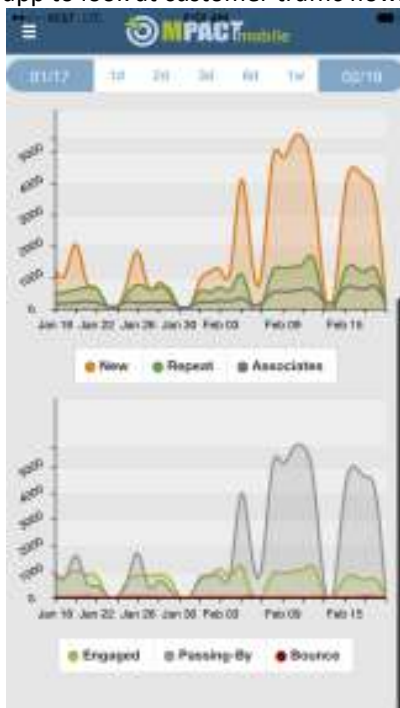 app to look at customer traffic flow
MPACT mobile
01/17 1d 2d 3d 6d 1w 02/18
5000
4000
3000
2000
1000
0
Jan 18 Jan 22 Jan 26 Jan 30 Feb 03 Feb 09 Feb 15
New Repeat Associates
5000
4000
3000
2000
1000
0
Jan 18 Jan 22 Jan 26 Jan 30 Feb 03 Feb 09 Feb 15
Engaged Passing-By Bounce